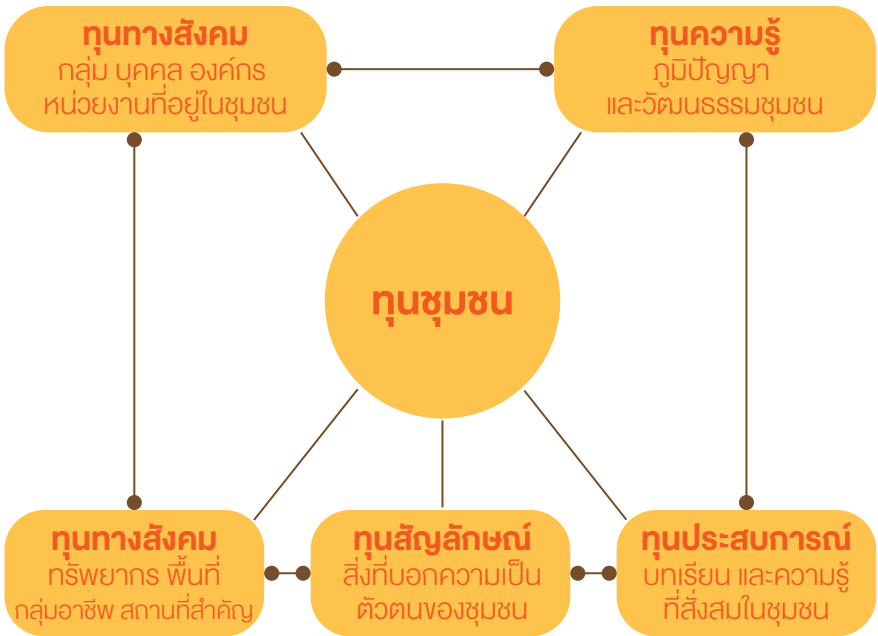 ทุนทางสังคม
กลุ่ม บุคคล องค์กร
หน่วยงานที่อยู่ในชุมชน
ทุนความรู้
ภูมิปัญญา
และวัฒนธรรมชุมชน
ทุนชุมชน
ทุนทางสังคม
ทรัพยากร พื้นที่
กลุ่มอาชีพ สถานที่สำคัญ
ทุนสัญลักษณ์
สิ่งที่บอกความเป็น
ตัวตนของชุมชน
ทุนประสบการณ์
บทเรียน และความรู้
ที่สั่งสมในชุมชน